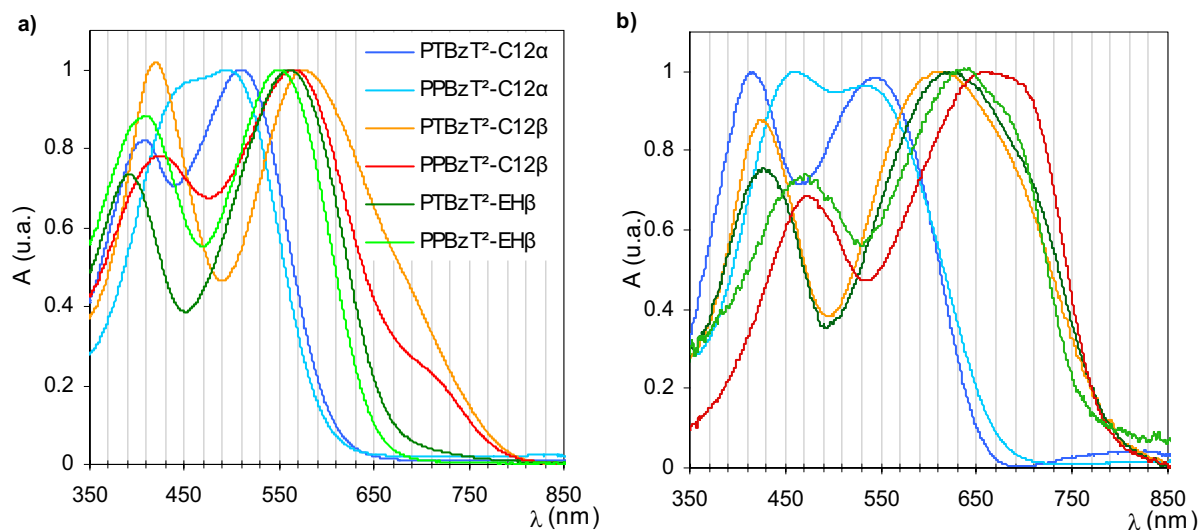 a)
1
0.8
0.6
0.4
0.2
0
A (u.a.)
350 450 550 650 750 850
λ (nm)
PTBzT²-C12α
PPBzT²-C12α
PTBzT²-C12β
PPBzT²-C12β
PTBzT²-EHβ
PPBzT²-EHβ
b)
1
0.8
0.6
0.4
0.2
0
A (u.a.)
350 450 550 650 750 850
λ (nm)